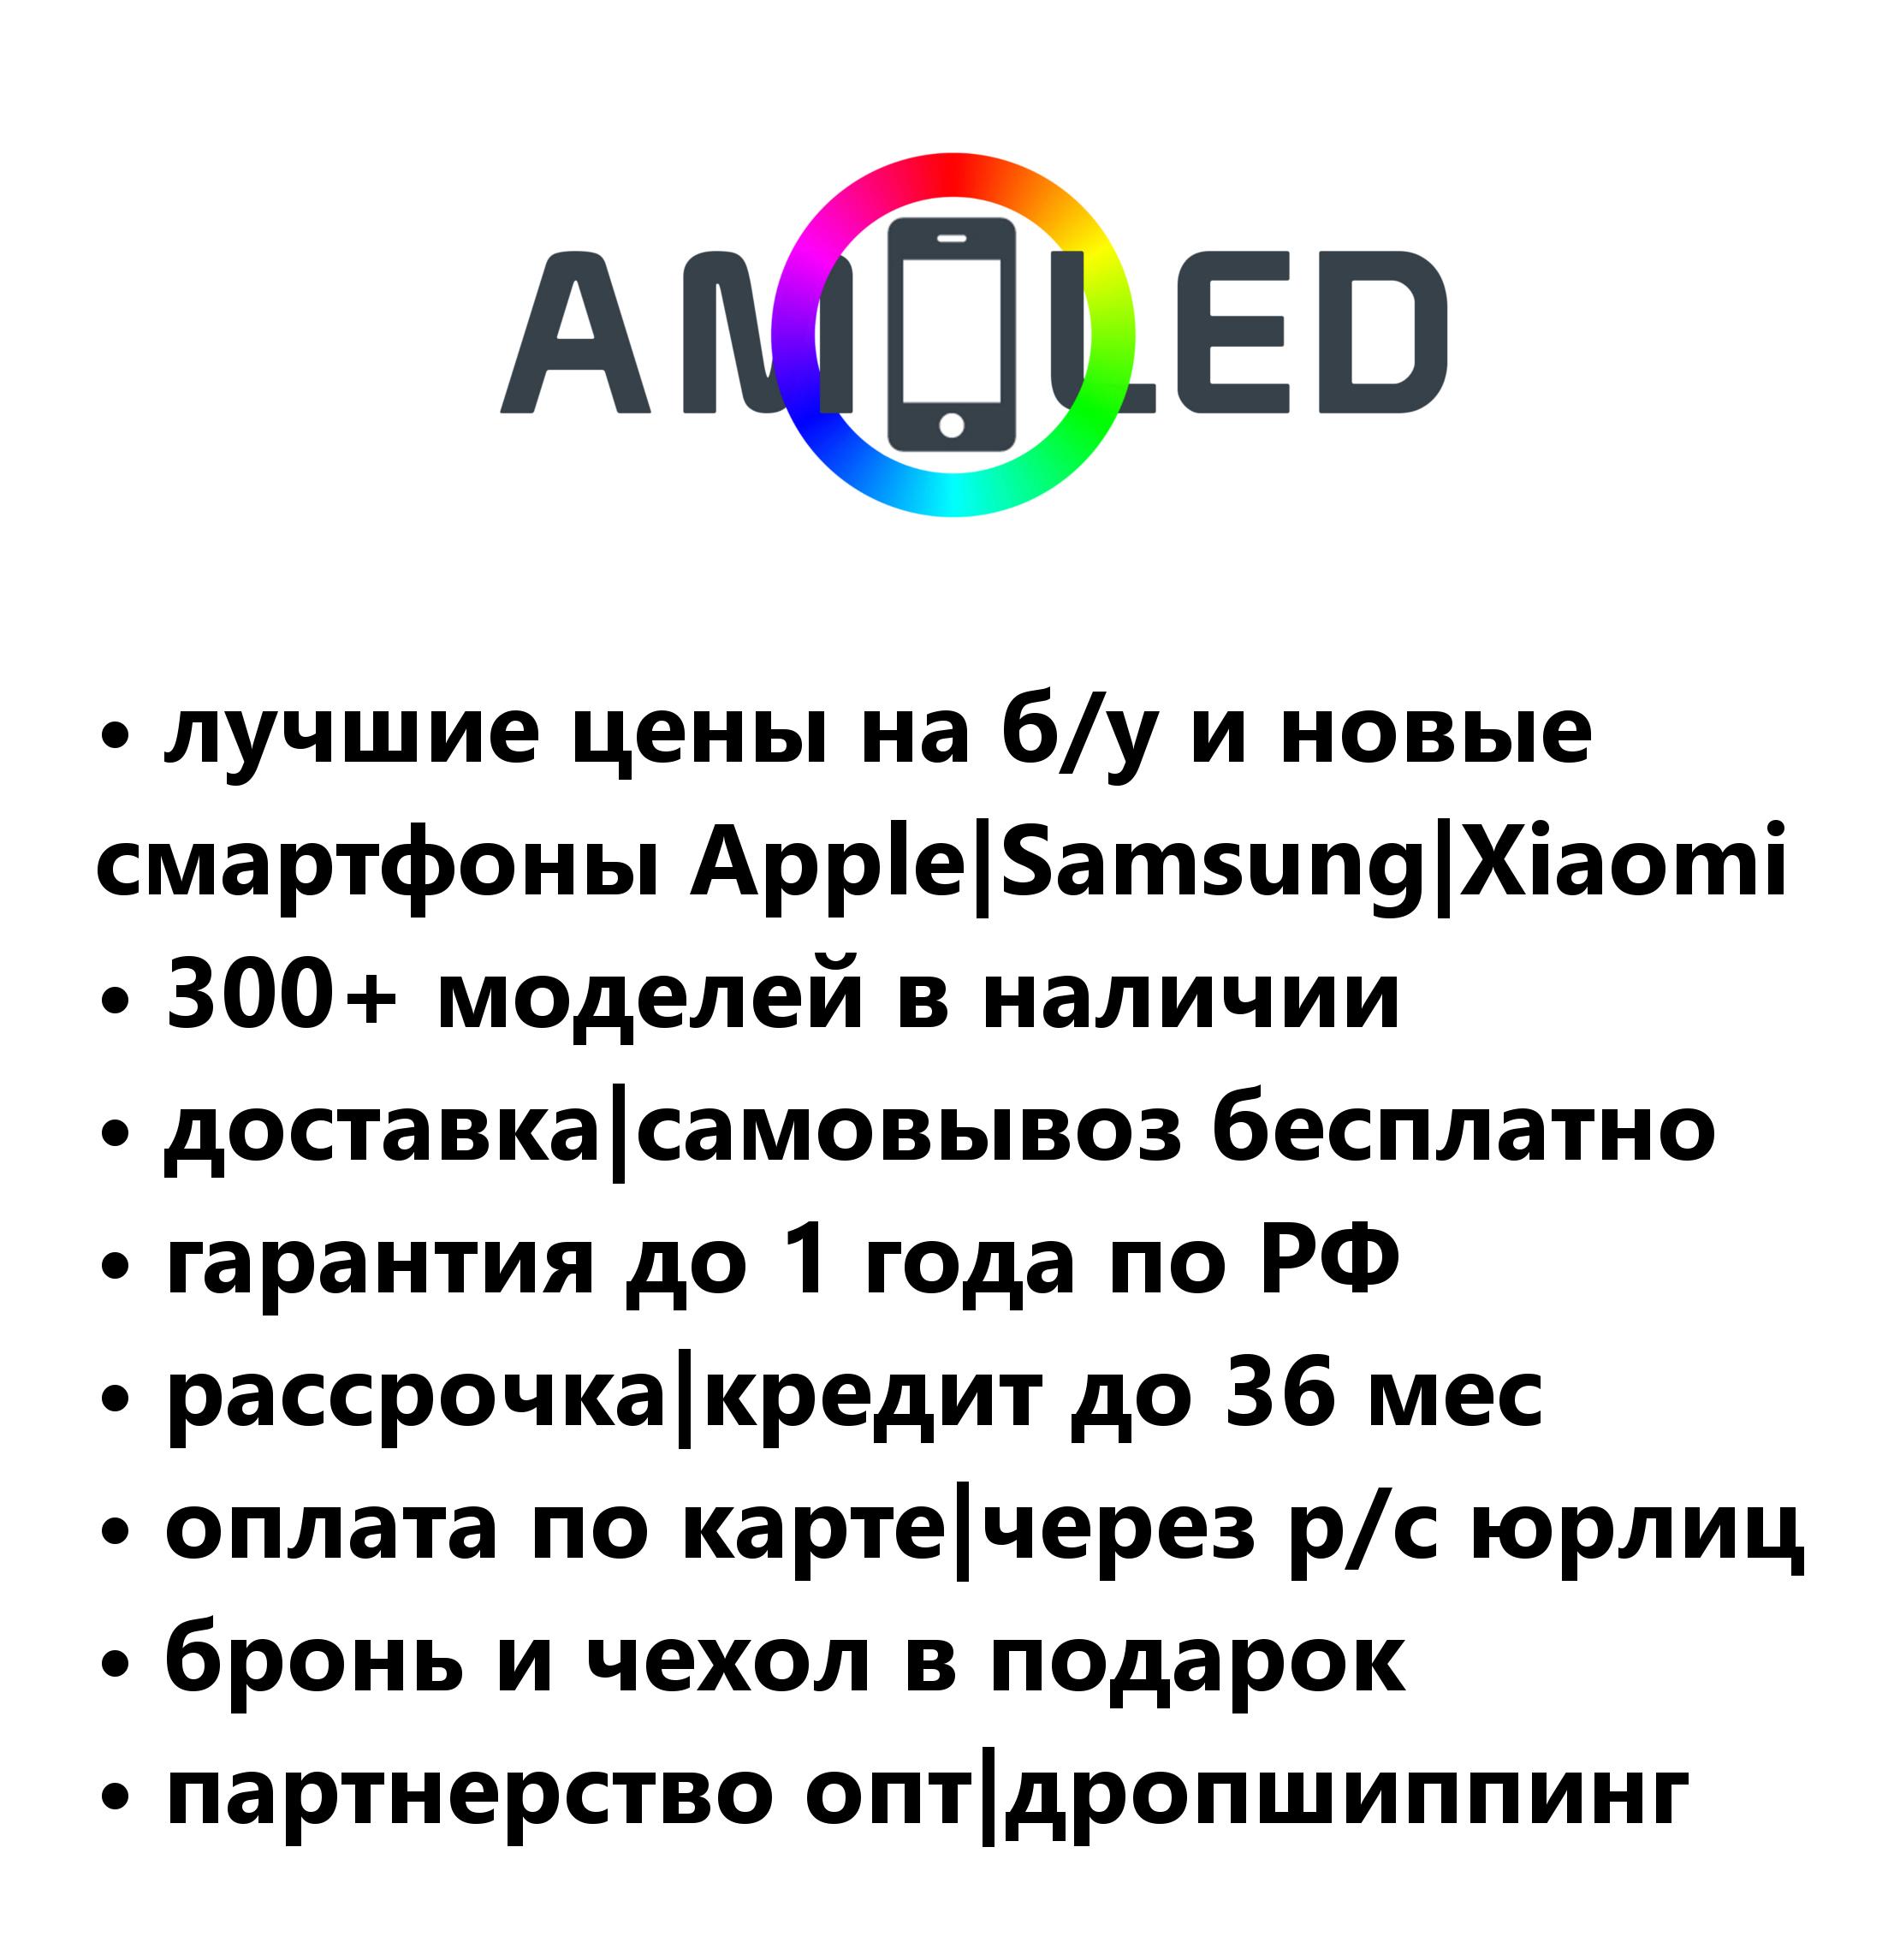 AMOLED
• лучшие цены на б/у и новые
смартфоны Apple|Samsung|Xiaomi
• 300+ моделей в наличии
• доставка|самовывоз бесплатно
• гарантия до 1 года по РФ
• рассрочка|кредит до 36 мес
• оплата по карте|через р/с юрлиц
• бронь и чехол в подарок
• партнерство опт|дропшиппинг